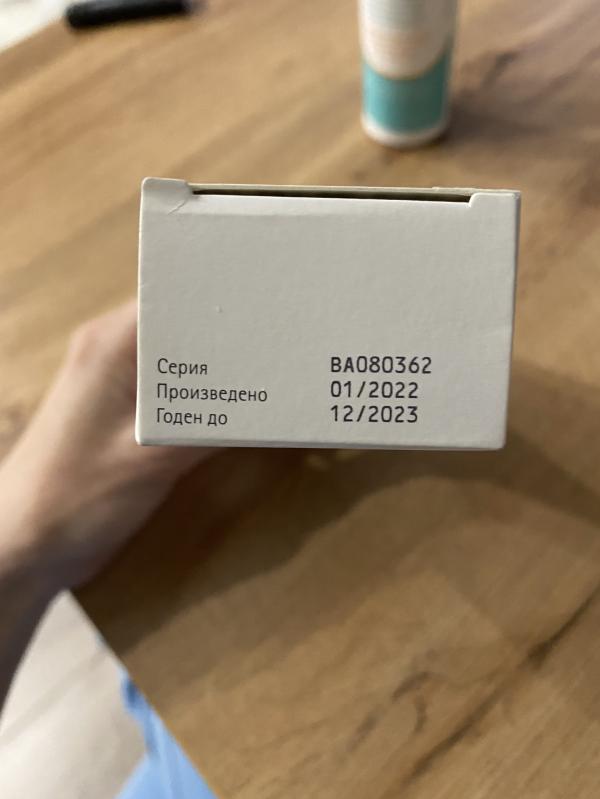 Серия BA080362
Произведено 01/2022
Годен до 12/2023